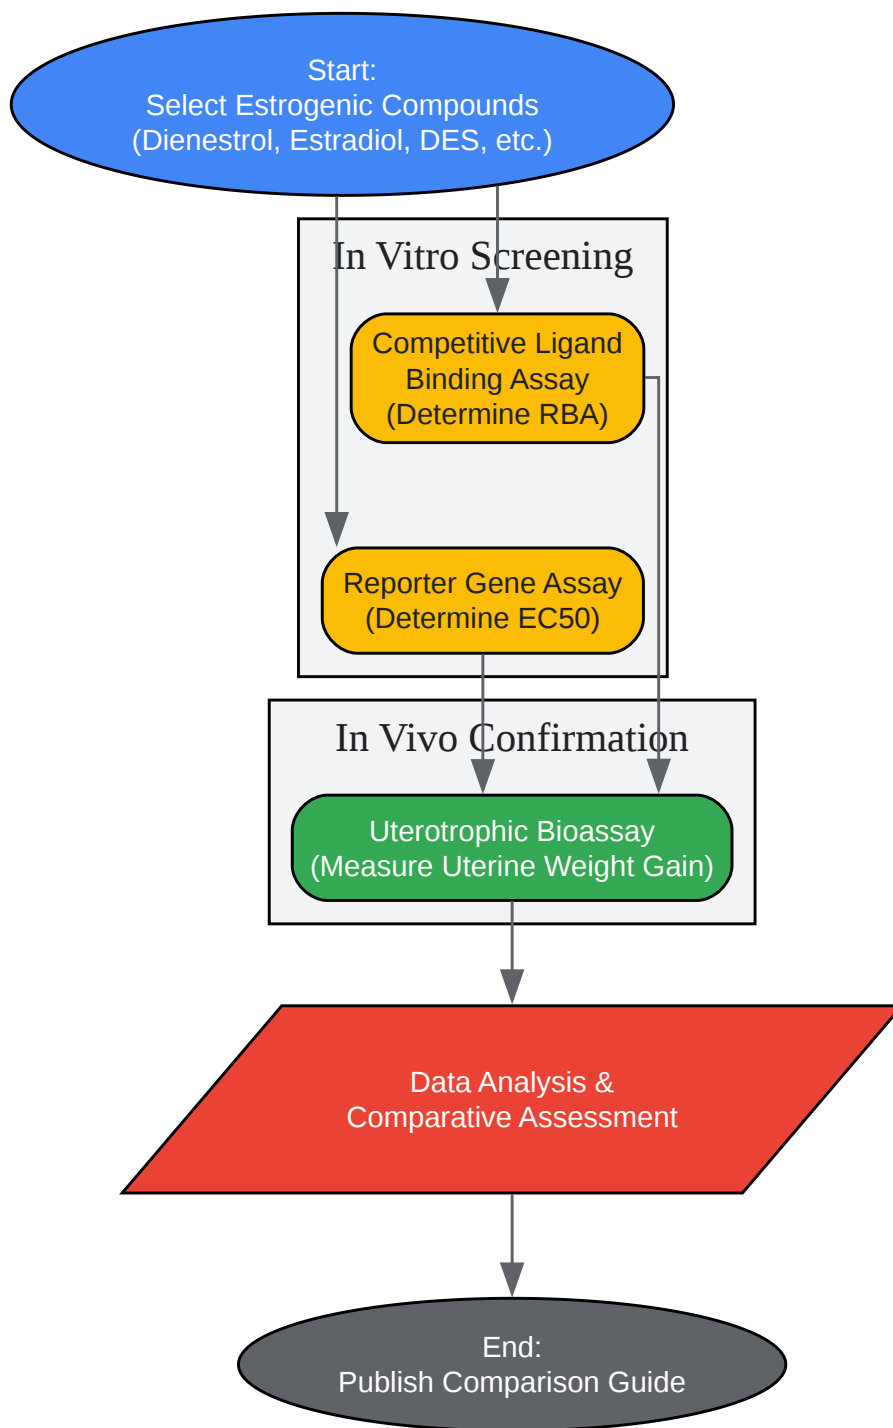 Start:
Select Estrogenic Compounds
(Dienestrol, Estradiol, DES, etc.)
In Vitro Screening
Competitive Ligand
Binding Assay
(Determine RBA)
Reporter Gene Assay
(Determine EC50)
In Vivo Confirmation
Uterotrophic Bioassay
(Measure Uterine Weight Gain)
Data Analysis &
Comparative Assessment
End:
Publish Comparison Guide